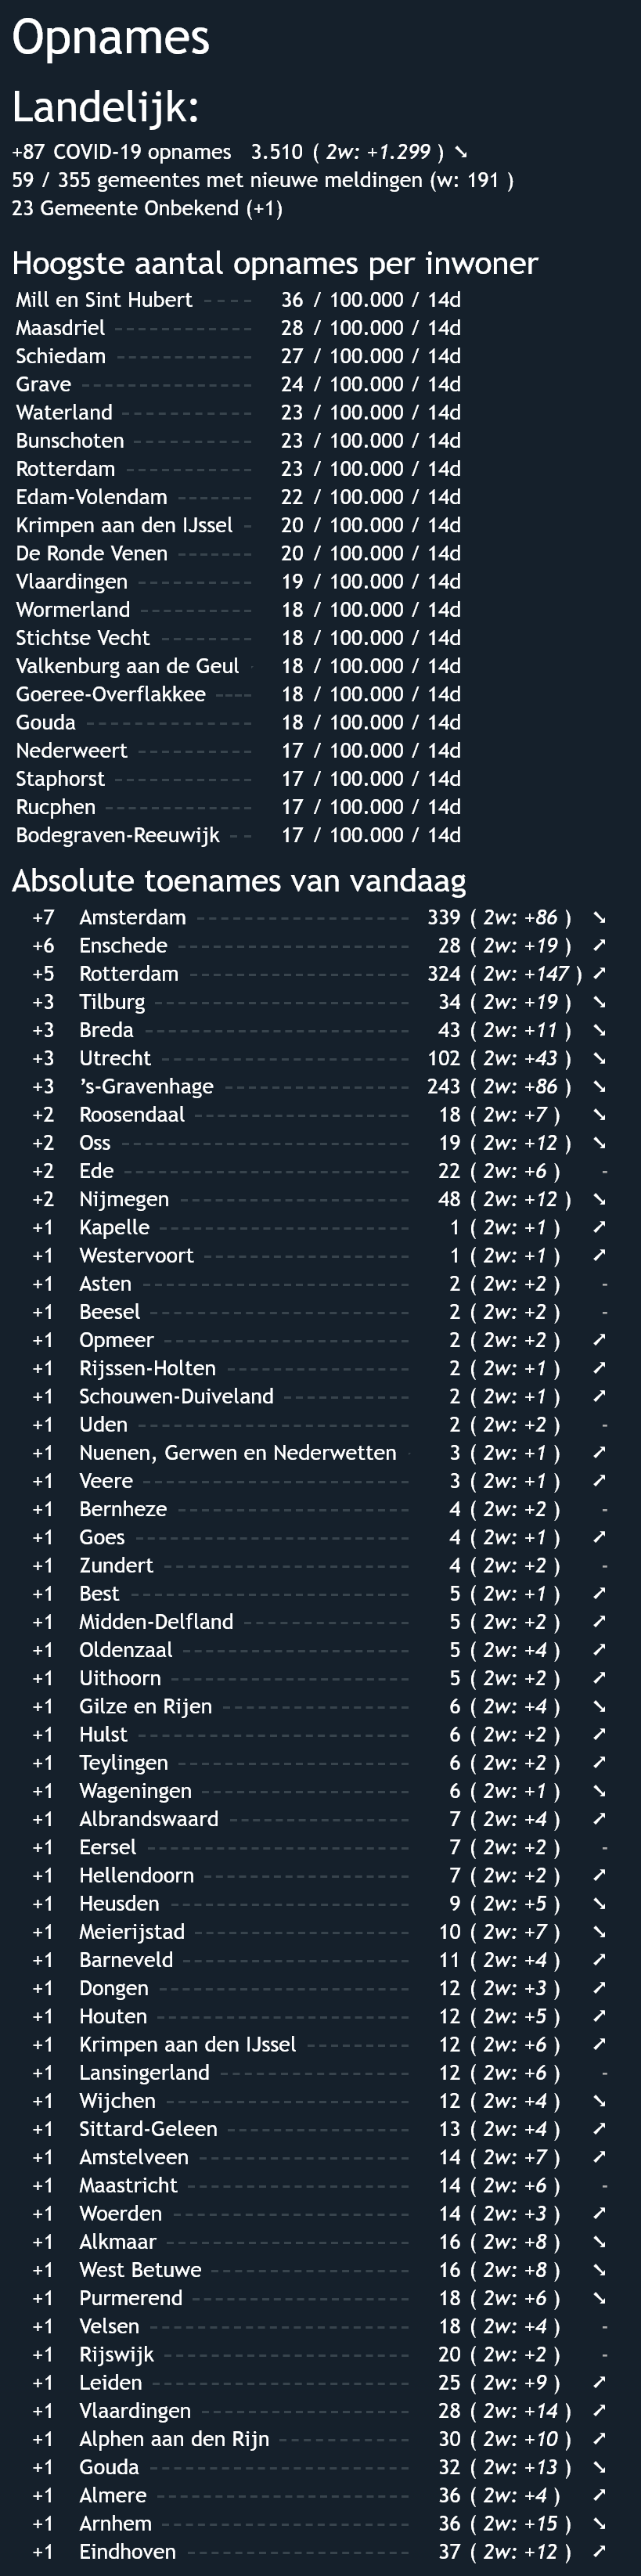 Opnames
Landelijk:
+87 COVID-19 opnames 3.510 ( 2w: +1.299 ) ➘
59 / 355 gemeentes met nieuwe meldingen (w: 191 )
23 Gemeente Onbekend (+1)
Hoogste aantal opnames per inwoner
Mill en Sint Hubert ---- 36 / 100.000 / 14d
Maasdriel ------------ 28 / 100.000 / 14d
Schiedam ------------ 27 / 100.000 / 14d
Grave --------------- 24 / 100.000 / 14d
Waterland ----------- 23 / 100.000 / 14d
Bunschoten ---------- 23 / 100.000 / 14d
Rotterdam ----------- 23 / 100.000 / 14d
Edam-Volendam ------ 22 / 100.000 / 14d
Krimpen aan den IJssel - 20 / 100.000 / 14d
De Ronde Venen ------ 20 / 100.000 / 14d
Vlaardingen ---------- 19 / 100.000 / 14d
Wormerland ---------- 18 / 100.000 / 14d
Stichtse Vecht -------- 18 / 100.000 / 14d
Valkenburg aan de Geul - 18 / 100.000 / 14d
Goeree-Overflakkee ---- 18 / 100.000 / 14d
Gouda -------------- 18 / 100.000 / 14d
Nederweert ---------- 17 / 100.000 / 14d
Staphorst ------------ 17 / 100.000 / 14d
Rucphen ------------- 17 / 100.000 / 14d
Bodegraven-Reeuwijk -- 17 / 100.000 / 14d
Absolute toenames van vandaag
+7 Amsterdam ------------------- 339 ( 2w: +86 ) ➘
+6 Enschede -------------------- 28 ( 2w: +19 ) ➚
+5 Rotterdam ------------------- 324 ( 2w: +147 ) ➚
+3 Tilburg ----------------------- 34 ( 2w: +19 ) ➘
+3 Breda ------------------------ 43 ( 2w: +11 ) ➘
+3 Utrecht ---------------------- 102 ( 2w: +43 ) ➘
+3 's-Gravenhage ---------------- 243 ( 2w: +86 ) ➘
+2 Roosendaal ------------------- 18 ( 2w: +7 ) ➘
+2 Oss -------------------------- 19 ( 2w: +12 ) ➘
+2 Ede -------------------------- 22 ( 2w: +6 ) -
+2 Nijmegen --------------------- 48 ( 2w: +12 ) ➘
+1 Kapelle ---------------------- 1 ( 2w: +1 ) ➚
+1 Westervoort ------------------ 1 ( 2w: +1 ) ➚
+1 Asten ------------------------ 2 ( 2w: +2 ) -
+1 Beesel ----------------------- 2 ( 2w: +2 ) -
+1 Opmeer ---------------------- 2 ( 2w: +2 ) ➚
+1 Rijssen-Holten ---------------- 2 ( 2w: +1 ) ➚
+1 Schouwen-Duiveland ---------- 2 ( 2w: +1 ) ➚
+1 Uden ------------------------ 2 ( 2w: +2 ) -
+1 Nuenen, Gerwen en Nederwetten - 3 ( 2w: +1 ) ➚
+1 Veere ------------------------ 3 ( 2w: +1 ) ➚
+1 Bernheze -------------------- 4 ( 2w: +2 ) -
+1 Goes ------------------------ 4 ( 2w: +1 ) ➚
+1 Zundert ---------------------- 4 ( 2w: +2 ) -
+1 Best ------------------------- 5 ( 2w: +1 ) ➚
+1 Midden-Delfland -------------- 5 ( 2w: +2 ) ➚
+1 Oldenzaal -------------------- 5 ( 2w: +4 ) ➚
+1 Uithoorn --------------------- 5 ( 2w: +2 ) ➚
+1 Gilze en Rijen ----------------- 6 ( 2w: +4 ) ➘
+1 Hulst ------------------------ 6 ( 2w: +2 ) ➚
+1 Teylingen -------------------- 6 ( 2w: +2 ) ➚
+1 Wageningen ------------------ 6 ( 2w: +1 ) ➘
+1 Albrandswaard --------------- 7 ( 2w: +4 ) ➚
+1 Eersel ----------------------- 7 ( 2w: +2 ) -
+1 Hellendoorn ------------------ 7 ( 2w: +2 ) ➚
+1 Heusden --------------------- 9 ( 2w: +5 ) ➘
+1 Meierijstad ------------------- 10 ( 2w: +7 ) ➘
+1 Barneveld -------------------- 11 ( 2w: +4 ) ➚
+1 Dongen ---------------------- 12 ( 2w: +3 ) ➚
+1 Houten ---------------------- 12 ( 2w: +5 ) ➚
+1 Krimpen aan den IJssel -------- 12 ( 2w: +6 ) ➚
+1 Lansingerland ---------------- 12 ( 2w: +6 ) -
+1 Wijchen ---------------------- 12 ( 2w: +4 ) ➘
+1 Sittard-Geleen ---------------- 13 ( 2w: +4 ) ➚
+1 Amstelveen ------------------ 14 ( 2w: +7 ) ➚
+1 Maastricht ------------------- 14 ( 2w: +6 ) -
+1 Woerden --------------------- 14 ( 2w: +3 ) ➚
+1 Alkmaar --------------------- 16 ( 2w: +8 ) ➘
+1 West Betuwe ----------------- 16 ( 2w: +8 ) ➘
+1 Purmerend ------------------- 18 ( 2w: +6 ) ➘
+1 Velsen ----------------------- 18 ( 2w: +4 ) -
+1 Rijswijk ---------------------- 20 ( 2w: +2 ) -
+1 Leiden ----------------------- 25 ( 2w: +9 ) ➚
+1 Vlaardingen ------------------ 28 ( 2w: +14 ) ➚
+1 Alphen aan den Rijn ----------- 30 ( 2w: +10 ) ➚
+1 Gouda ----------------------- 32 ( 2w: +13 ) ➘
+1 Almere ---------------------- 36 ( 2w: +4 ) ➚
+1 Arnhem ---------------------- 36 ( 2w: +15 ) ➘
+1 Eindhoven ------------------- 37 ( 2w: +12 ) ➚